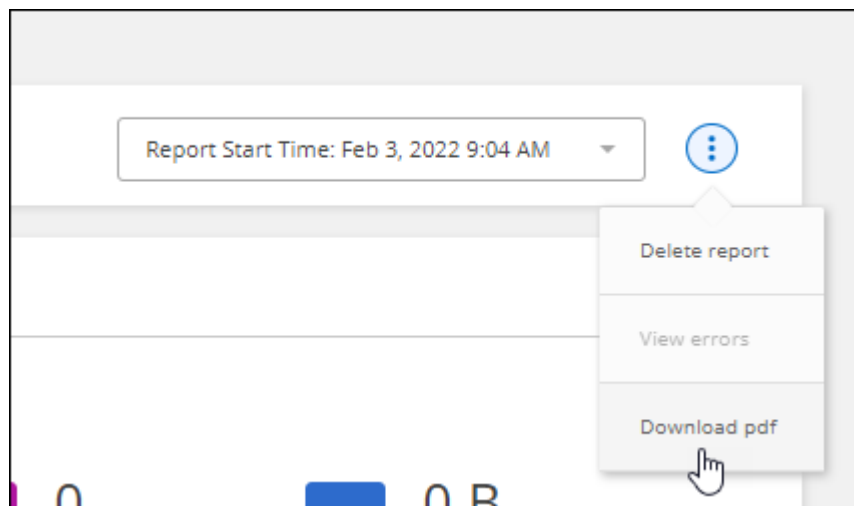 Report Start Time: Feb 3, 2022 9:04 AM
Delete report
View errors
Download pdf
0
0 B